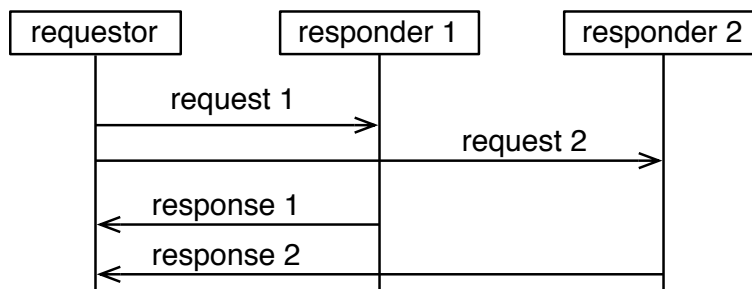 requestor
responder 1
responder 2
request 1
request 2
response 1
response 2